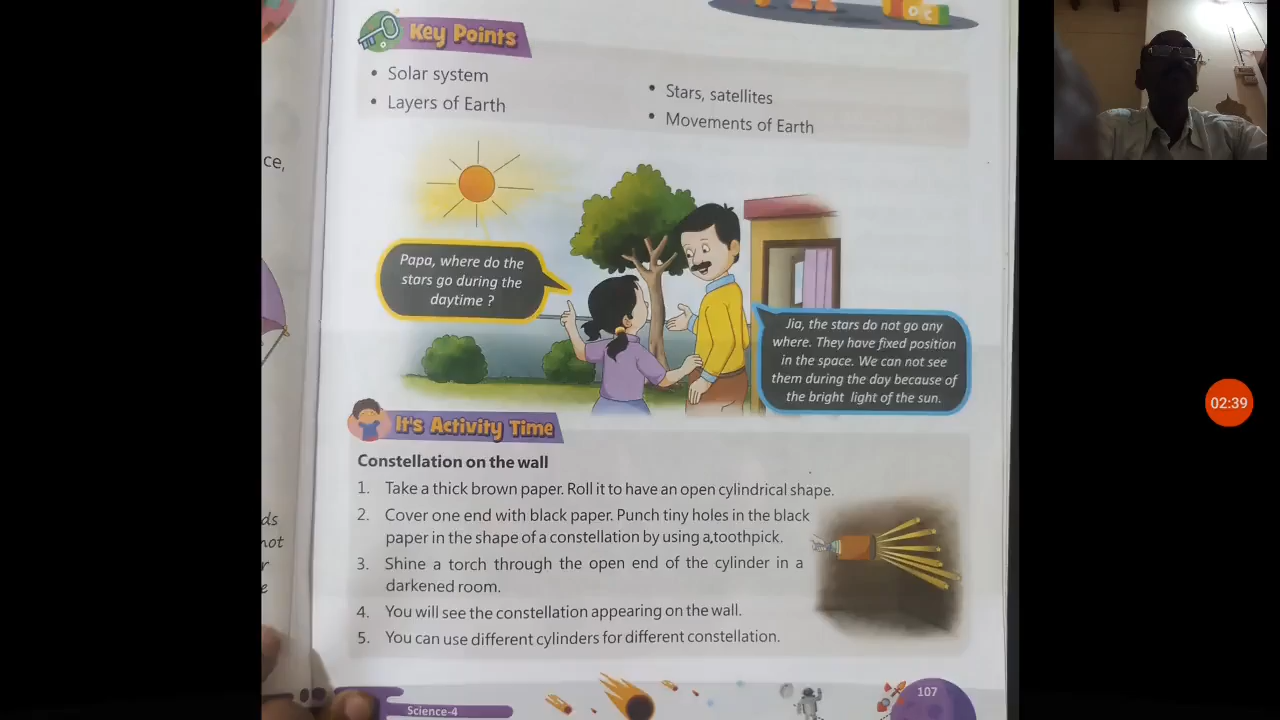 Key Points
• Solar system
• Layers of Earth
• Stars, satellites
• Movements of Earth
ce,
Papa, where do the
stars go during the
daytime ?
Jia, the stars do not go any
where. They have fixed position
in the space. We can not see
them during the day because of
the bright light of the sun.
It's Activity Time
Constellation on the wall
1. Take a thick brown paper. Roll it to have an open cylindrical shape.
2. Cover one end with black paper. Punch tiny holes in the black
paper in the shape of a constellation by using a toothpick.
3. Shine a torch through the open end of the cylinder in a
darkened room.
4. You will see the constellation appearing on the wall.
5. You can use different cylinders for different constellation.
ds
not
r
e
02:39
Science-4
107